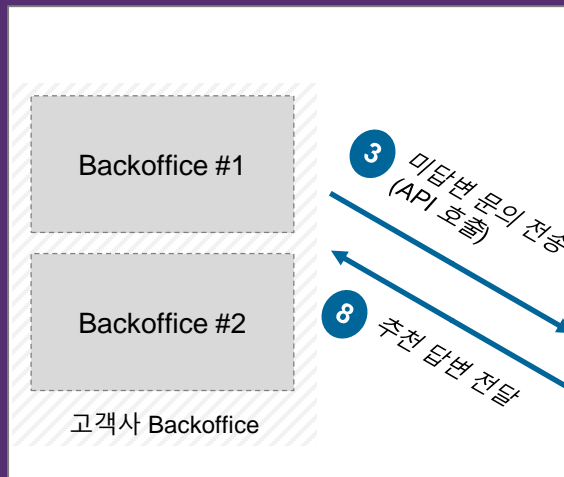 Backoffice #1
Backoffice #2
고객사 Backoffice
3
미답변 문의 전송
(API 호출)
8
추천 답변 전달